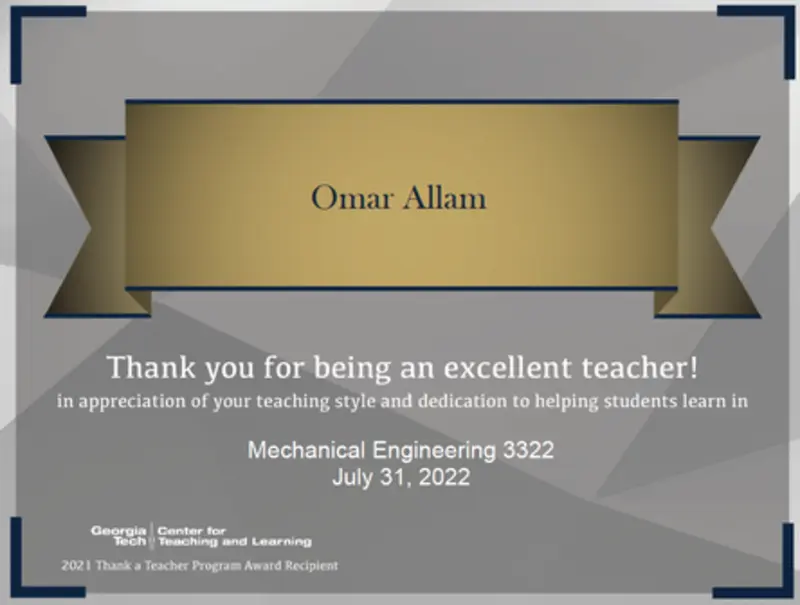 Omar Allam
Thank you for being an excellent teacher!
in appreciation of your teaching style and dedication to helping students learn in
Mechanical Engineering 3322
July 31, 2022
Georgia Tech | Center for Teaching and Learning
2021 Thank a Teacher Program Award Recipient